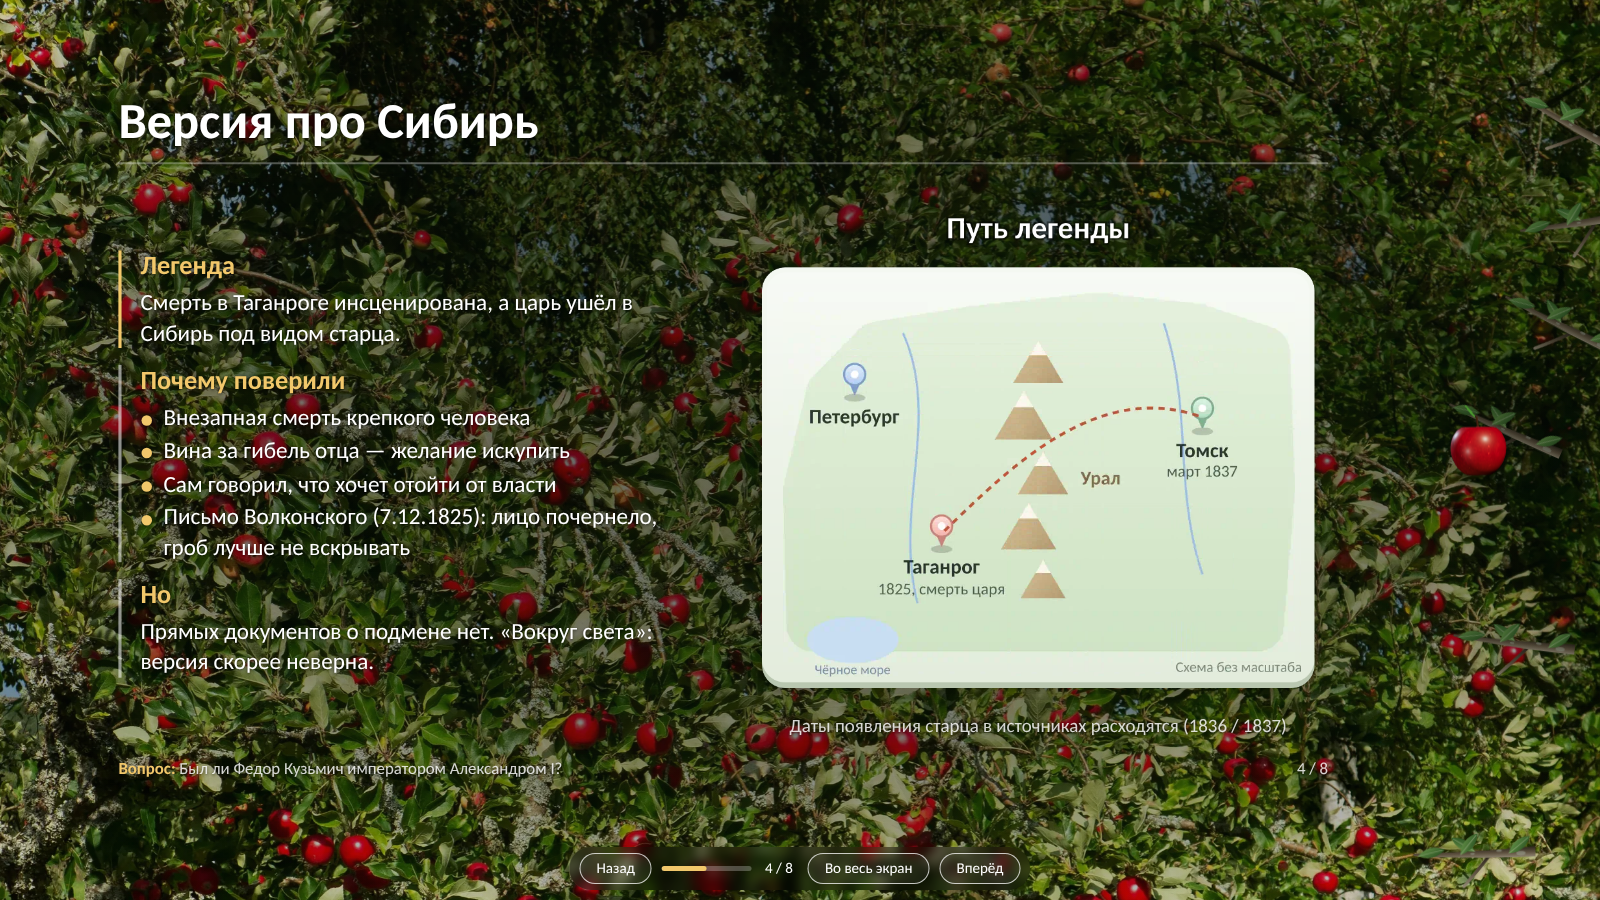 Версия про Сибирь
Легенда
Смерть в Таганроге инсценирована, а царь ушёл в
Сибирь под видом старца.
Почему поверили
Внезапная смерть крепкого человека
Вина за гибель отца — желание искупить
Сам говорил, что хочет отойти от власти
Письмо Волконского (7.12.1825): лицо почернело,
гроб лучше не вскрывать
Но
Прямых документов о подмене нет. «Вокруг света»:
версия скорее неверна.
Путь легенды
Петербург
Томск
март 1837
Урал
Таганрог
1825, смерть царя
Чёрное море
Схема без масштаба
Даты появления старца в источниках расходятся (1836 / 1837)
Вопрос: Был ли Федор Кузьмич императором Александром I?
4 / 8
Назад
4 / 8
Во весь экран
Вперёд